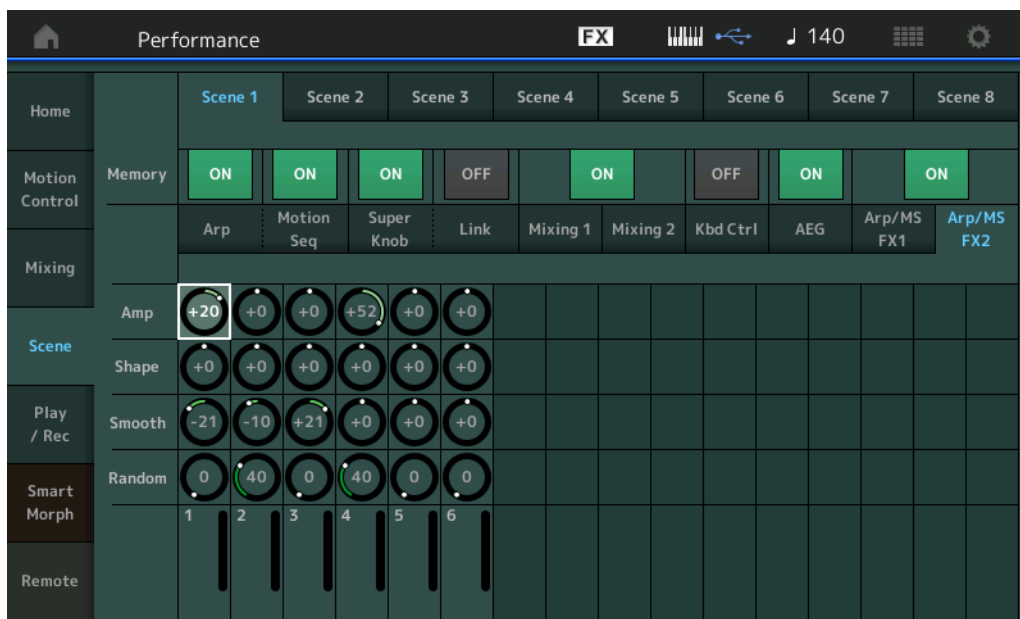 Performance FX 140
Home
Scene 1 Scene 2 Scene 3 Scene 4 Scene 5 Scene 6 Scene 7 Scene 8
Motion
Control
Memory ON ON ON OFF ON OFF ON ON
Arp Motion
Seq Super
Knob Link Mixing 1 Mixing 2 Kbd Ctrl AEG Arp/MS
FX1 Arp/MS
FX2
Mixing
Amp +20 +0 +0 +52 +0 +0
Scene
Shape +0 +0 +0 +0 +0 +0
Play
/ Rec
Smooth -21 -10 +21 +0 +0 +0
Smart
Morph
Random 0 40 0 40 0 0
1 2 3 4 5 6
Remote